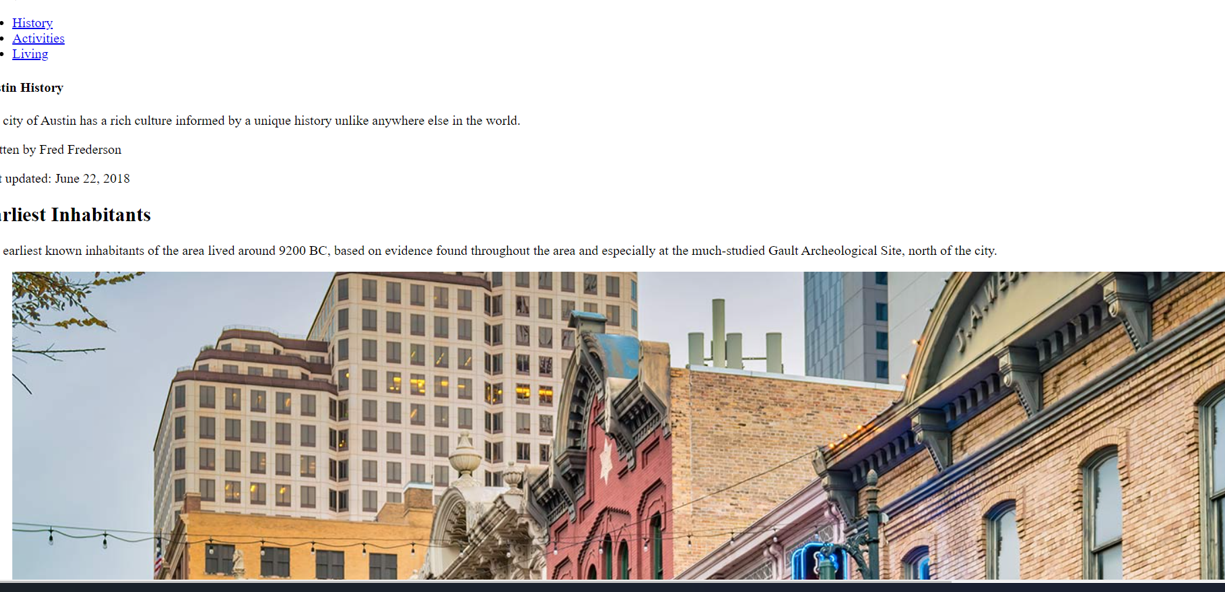 History
Activities
Living
tin History
city of Austin has a rich culture informed by a unique history unlike anywhere else in the world.
tten by Fred Frederson
t updated: June 22, 2018
rliest Inhabitants
earliest known inhabitants of the area lived around 9200 BC, based on evidence found throughout the area and especially at the much-studied Gault Archeological Site, north of the city.